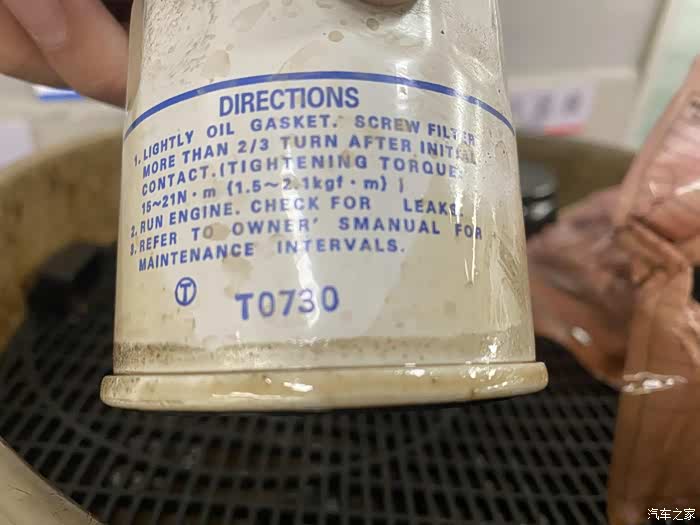 DIRECTIONS
1. LIGHTLY OIL GASKET. SCREW FILTER
MORE THAN 2/3 TURN AFTER INITIAL
CONTACT.(TIGHTENING TORQUE
15~21N・m {1.5~2.1kgf・m} )
2. RUN ENGINE. CHECK FOR LEAKS
3. REFER TO OWNER' SMANUAL FOR
MAINTENANCE INTERVALS.
T T0730
汽车之家